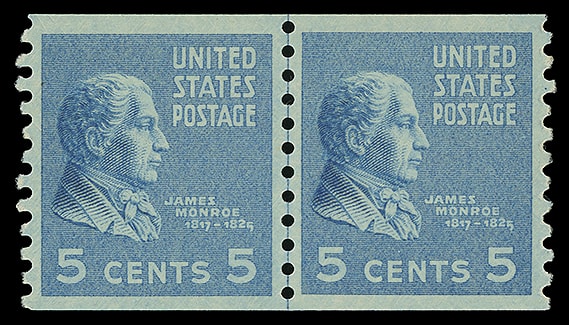 UNITED
STATES
POSTAGE
JAMES
MONROE
1817-1825
5 CENTS 5
UNITED
STATES
POSTAGE
JAMES
MONROE
1817-1825
5 CENTS 5